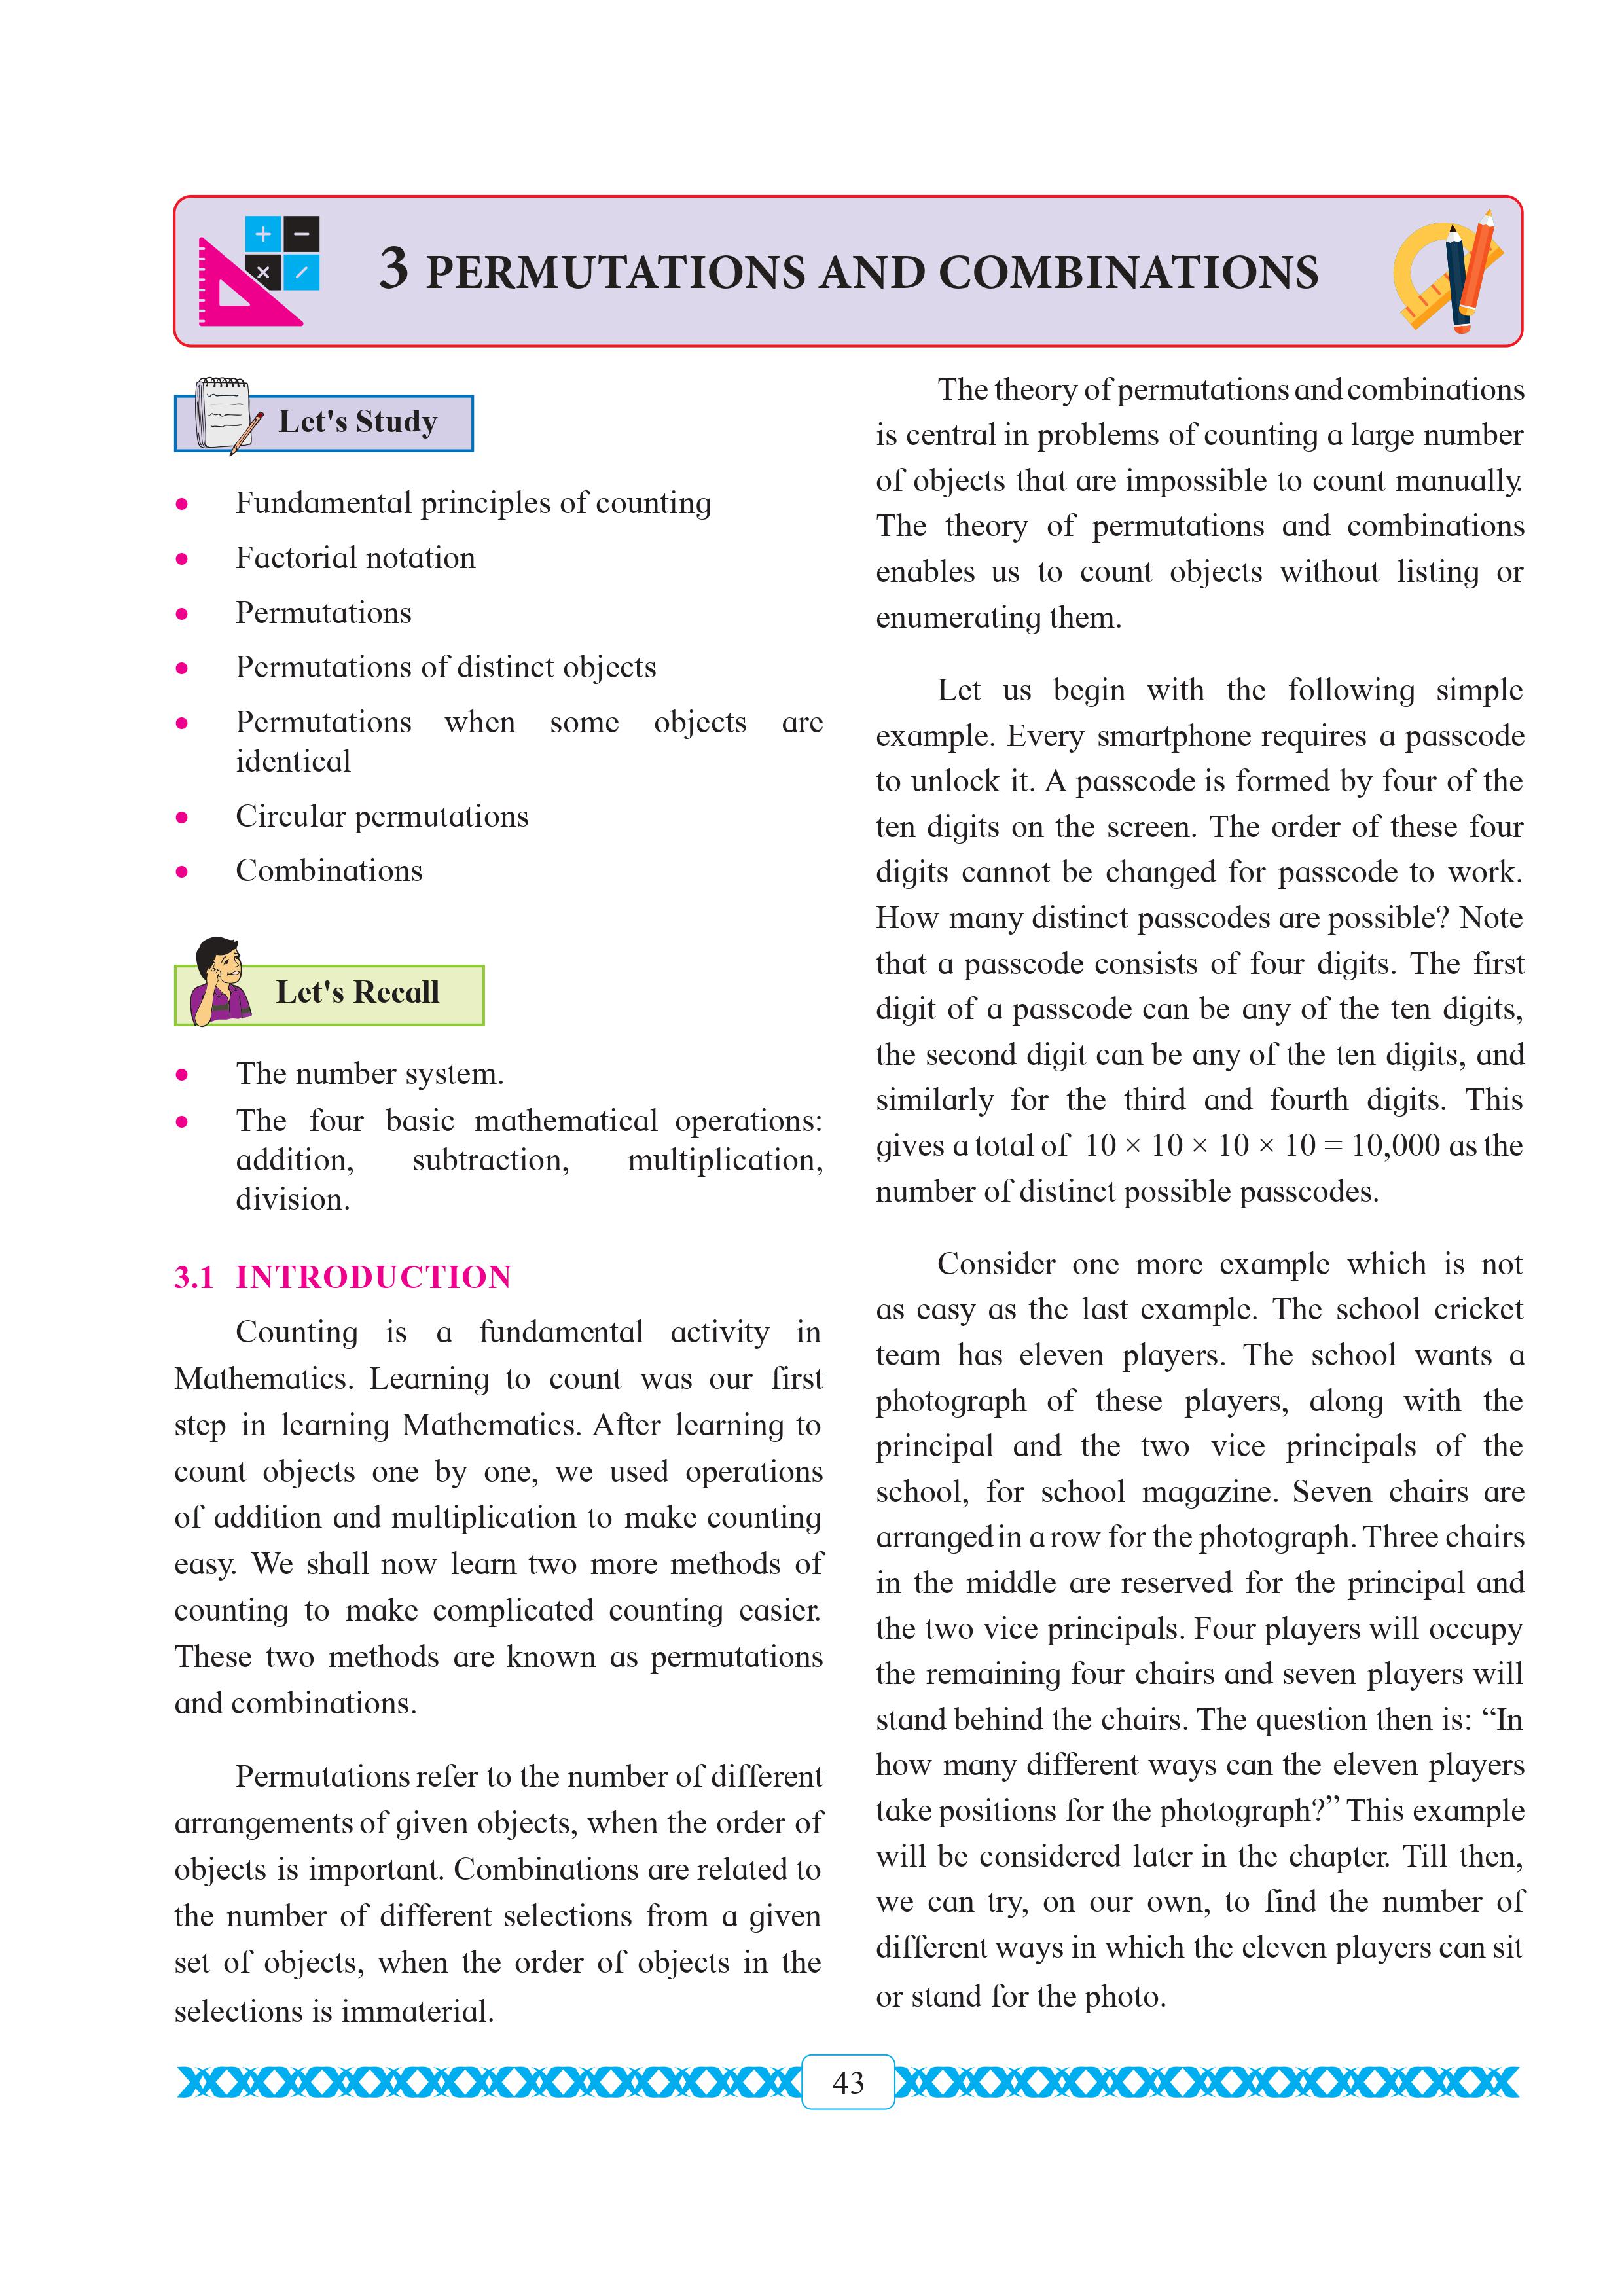 3 PERMUTATIONS AND COMBINATIONS
Let's Study
• Fundamental principles of counting
• Factorial notation
• Permutations
• Permutations of distinct objects
• Permutations when some objects are
identical
• Circular permutations
• Combinations
Let's Recall
• The number system.
• The four basic mathematical operations:
addition, subtraction, multiplication,
division.
3.1 INTRODUCTION
Counting is a fundamental activity in
Mathematics. Learning to count was our first
step in learning Mathematics. After learning to
count objects one by one, we used operations
of addition and multiplication to make counting
easy. We shall now learn two more methods of
counting to make complicated counting easier.
These two methods are known as permutations
and combinations.
Permutations refer to the number of different
arrangements of given objects, when the order of
objects is important. Combinations are related to
the number of different selections from a given
set of objects, when the order of objects in the
selections is immaterial.
The theory of permutations and combinations
is central in problems of counting a large number
of objects that are impossible to count manually.
The theory of permutations and combinations
enables us to count objects without listing or
enumerating them.
Let us begin with the following simple
example. Every smartphone requires a passcode
to unlock it. A passcode is formed by four of the
ten digits on the screen. The order of these four
digits cannot be changed for passcode to work.
How many distinct passcodes are possible? Note
that a passcode consists of four digits. The first
digit of a passcode can be any of the ten digits,
the second digit can be any of the ten digits, and
similarly for the third and fourth digits. This
gives a total of 10 × 10 × 10 × 10 = 10,000 as the
number of distinct possible passcodes.
Consider one more example which is not
as easy as the last example. The school cricket
team has eleven players. The school wants a
photograph of these players, along with the
principal and the two vice principals of the
school, for school magazine. Seven chairs are
arranged in a row for the photograph. Three chairs
in the middle are reserved for the principal and
the two vice principals. Four players will occupy
the remaining four chairs and seven players will
stand behind the chairs. The question then is: “In
how many different ways can the eleven players
take positions for the photograph?” This example
will be considered later in the chapter. Till then,
we can try, on our own, to find the number of
different ways in which the eleven players can sit
or stand for the photo.
43